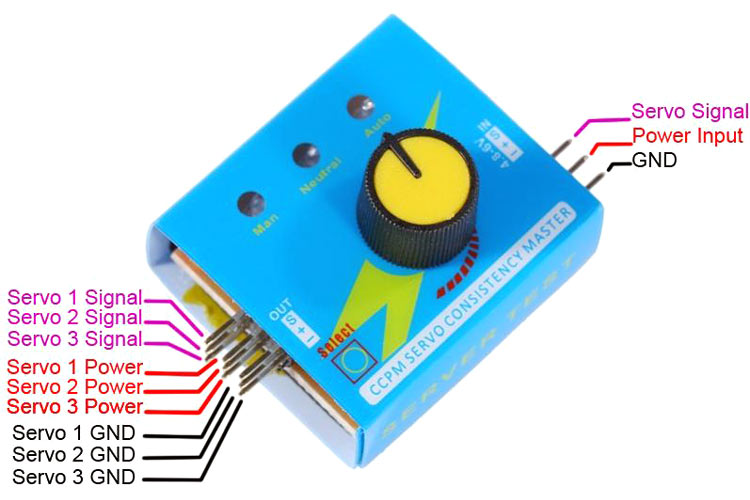 Servo Signal
Power Input
GND
Auto
Neutral
Man
4.8-6V IN
S + -
OUT
S + -
select
CCPM SERVO CONSISTENCY MASTER
SERVER TEST
Servo 1 Signal
Servo 2 Signal
Servo 3 Signal
Servo 1 Power
Servo 2 Power
Servo 3 Power
Servo 1 GND
Servo 2 GND
Servo 3 GND